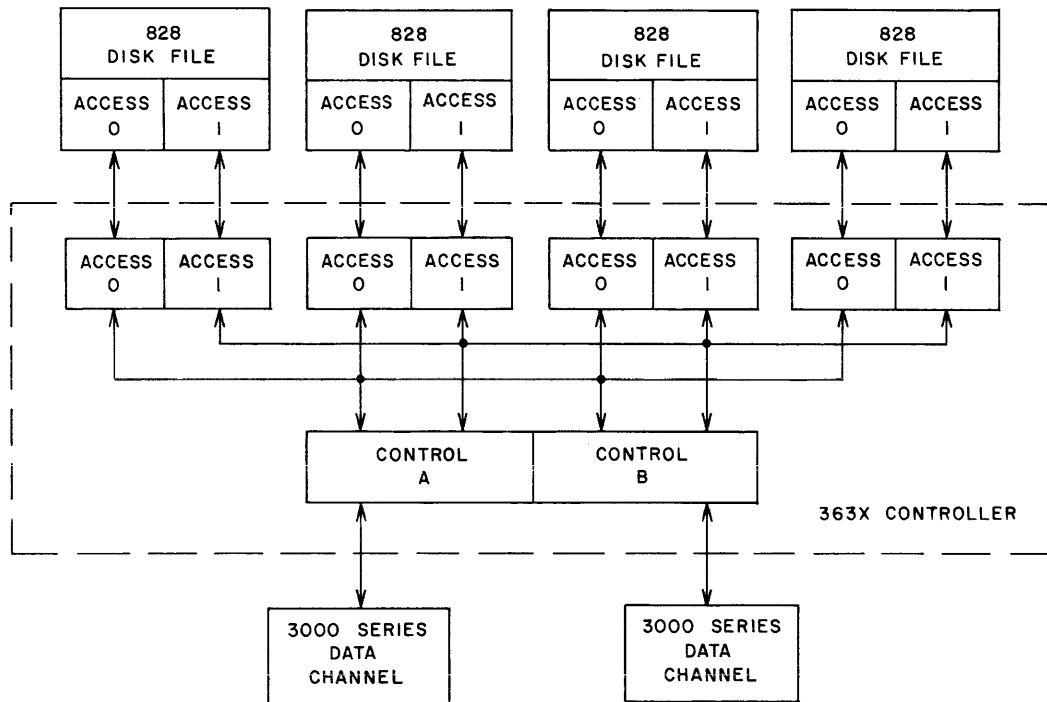 828
DISK FILE
ACCESS
0
ACCESS
1
828
DISK FILE
ACCESS
0
ACCESS
1
828
DISK FILE
ACCESS
0
ACCESS
1
828
DISK FILE
ACCESS
0
ACCESS
1
ACCESS
0
ACCESS
1
ACCESS
0
ACCESS
1
ACCESS
0
ACCESS
1
ACCESS
0
ACCESS
1
CONTROL
A
CONTROL
B
363X CONTROLLER
3000 SERIES
DATA
CHANNEL
3000 SERIES
DATA
CHANNEL